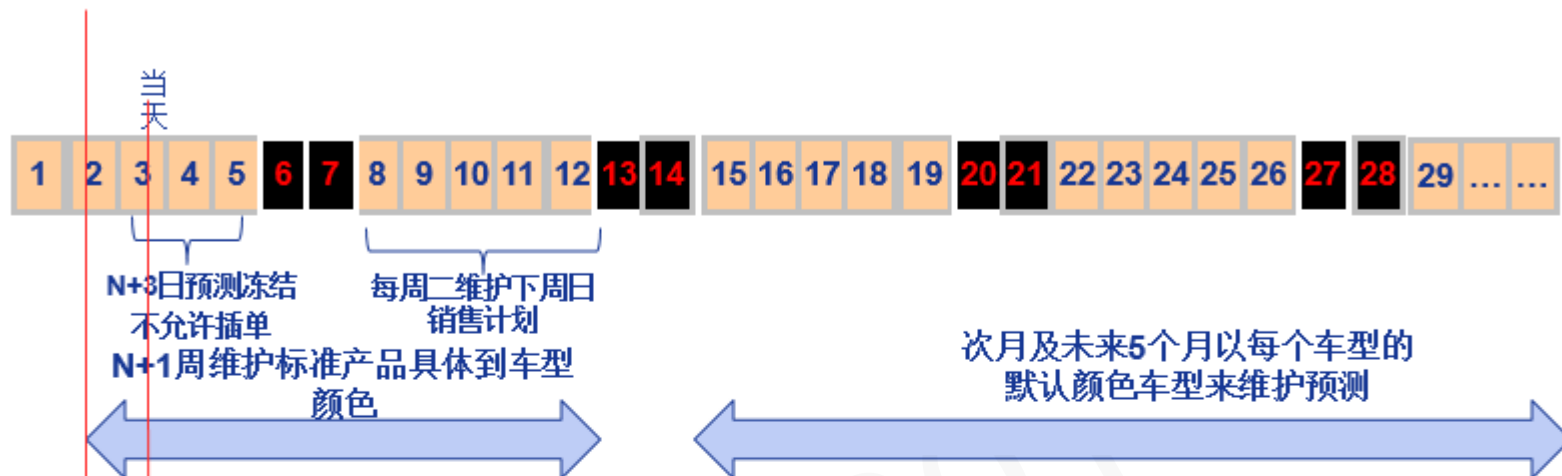 当
天
1 2 3 4 5 6 7 8 9 10 11 12 13 14 15 16 17 18 19 20 21 22 23 24 25 26 27 28 29 ... ...
N+3日预测冻结
不允许插单
每周二维护下周日
销售计划
N+1周维护标准产品具体到车型
颜色
次月及未来5个月以每个车型的
默认颜色车型来维护预测